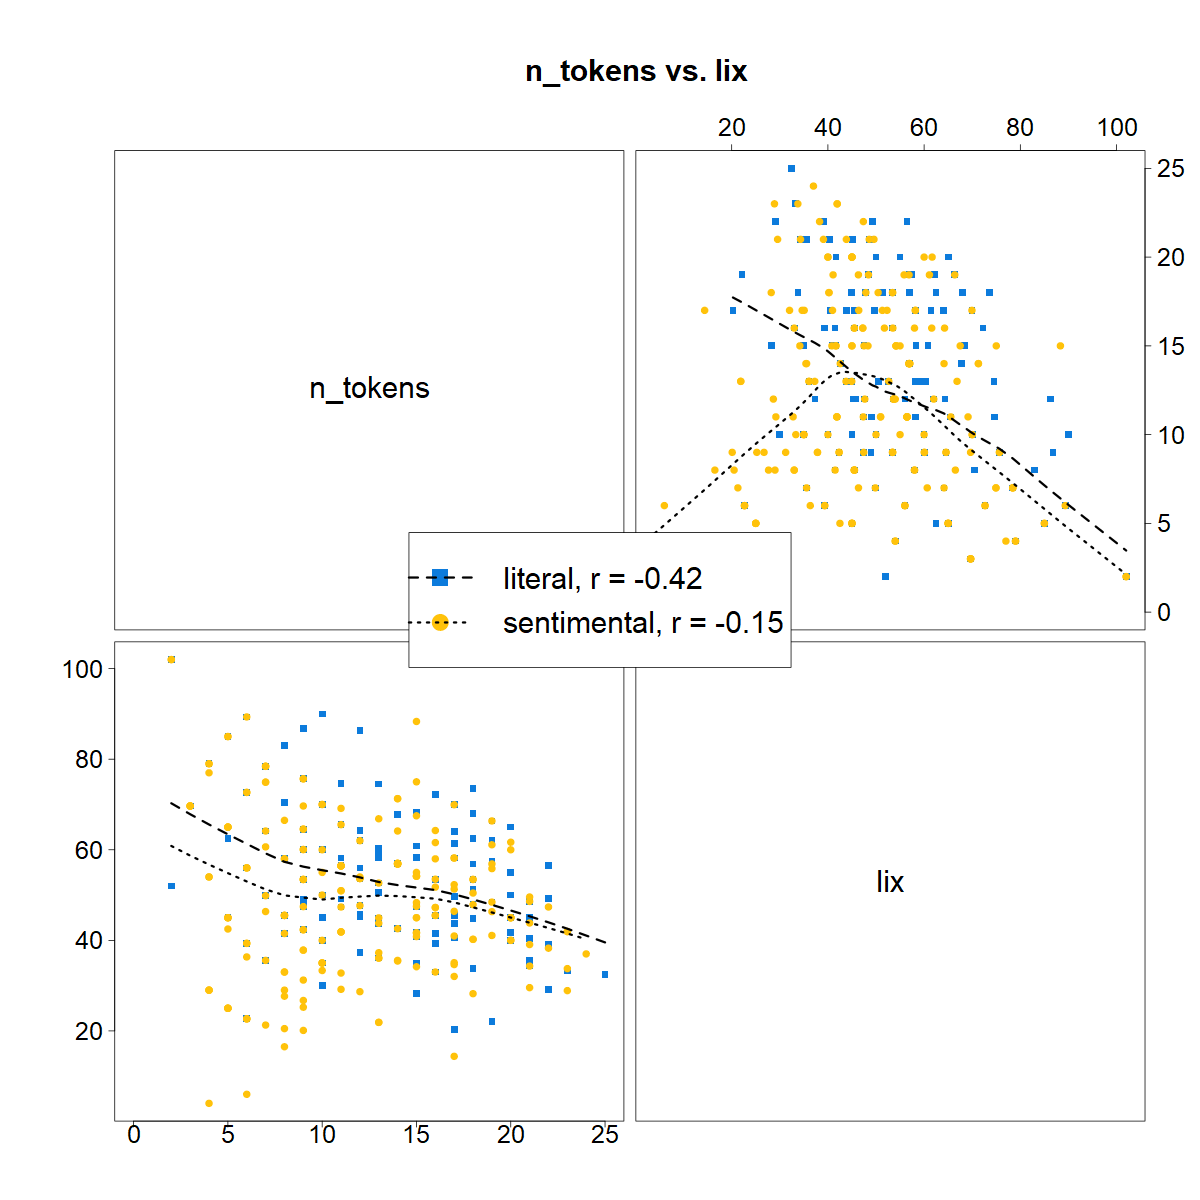 n_tokens vs. lix
20 40 60 80 100
n_tokens
25
20
15
10
5
0
literal, r = -0.42
sentimental, r = -0.15
100
80
60
40
20
lix
0 5 10 15 20 25